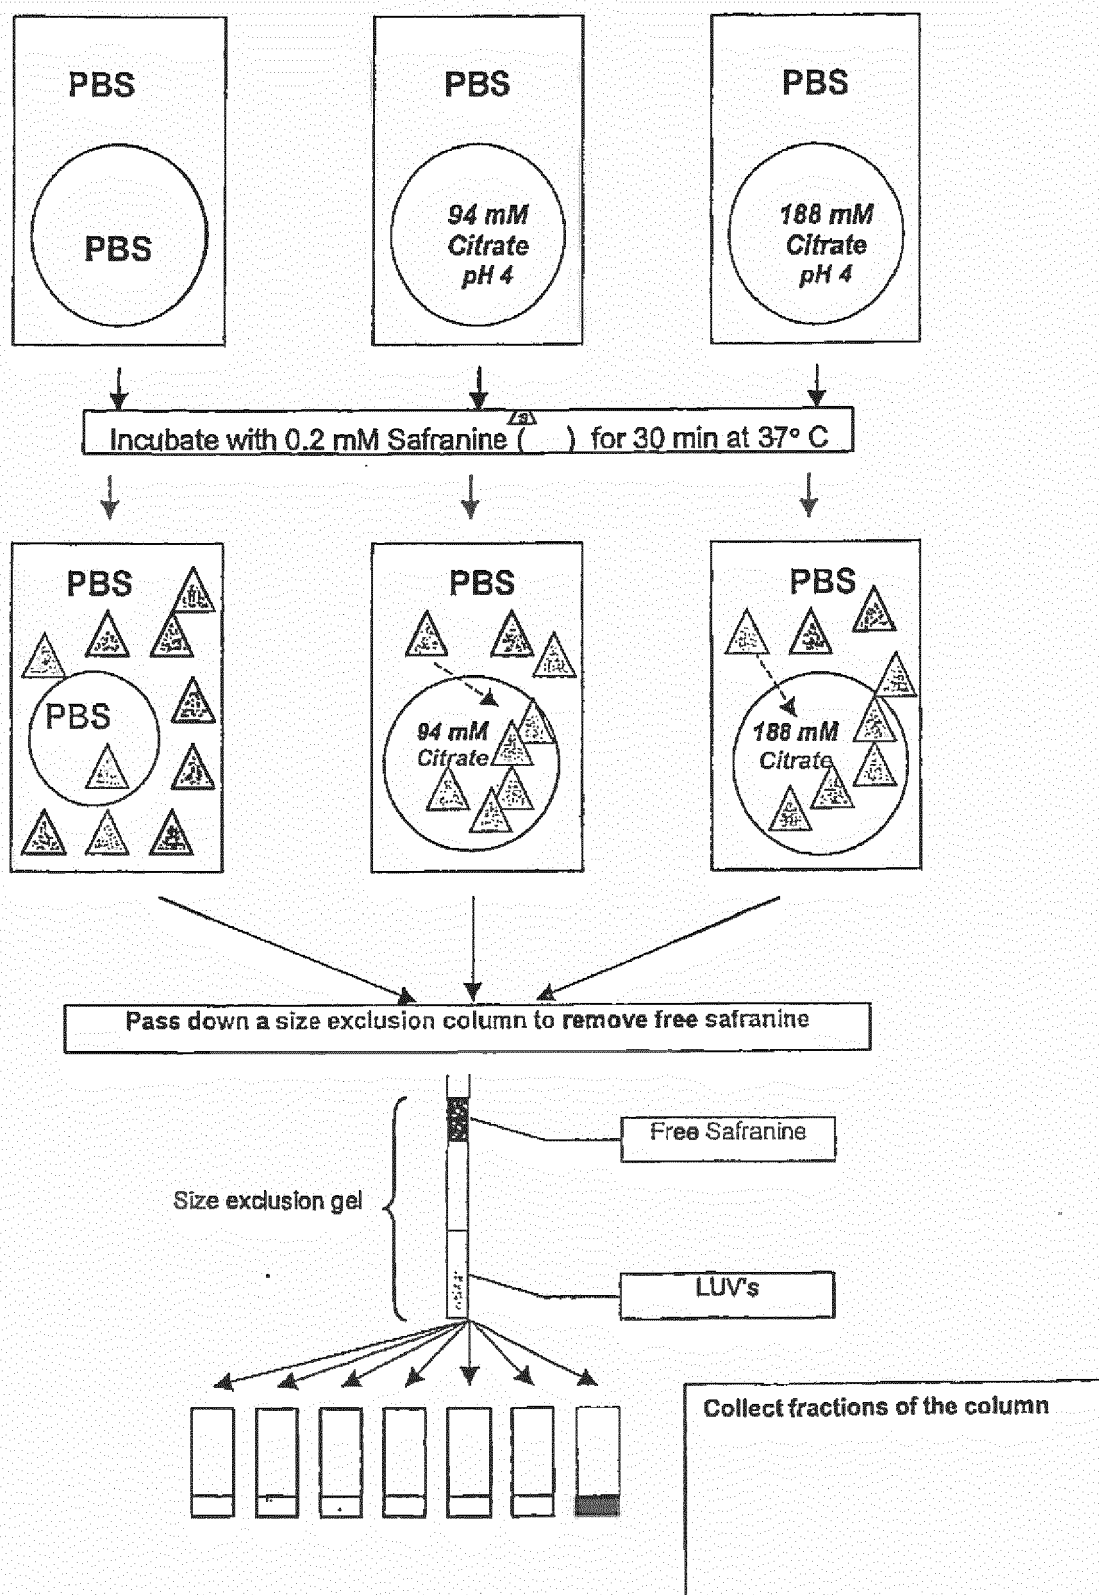 PBS
PBS
PBS
PBS
94 mM
Citrate
pH 4
188 mM
Citrate
pH 4
Incubate with 0.2 mM Safranine ( ) for 30 min at 37° C
PBS
PBS
PBS
PBS
94 mM
Citrate
188 mM
Citrate
Pass down a size exclusion column to remove free safranine
Free Safranine
Size exclusion gel
LUV's
Collect fractions of the column